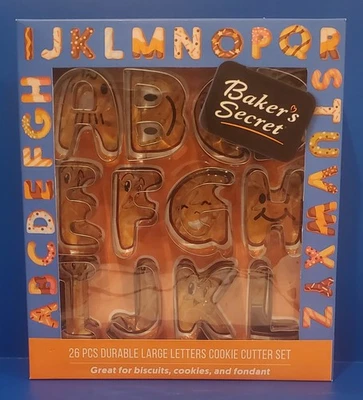 IJKLMNOPQR
ABCDEFGH
STUVWXYZ
Baker's
Secret
A B C
E F G H
I J K L
26 PCS DURABLE LARGE LETTERS COOKIE CUTTER SET
Great for biscuits, cookies, and fondant